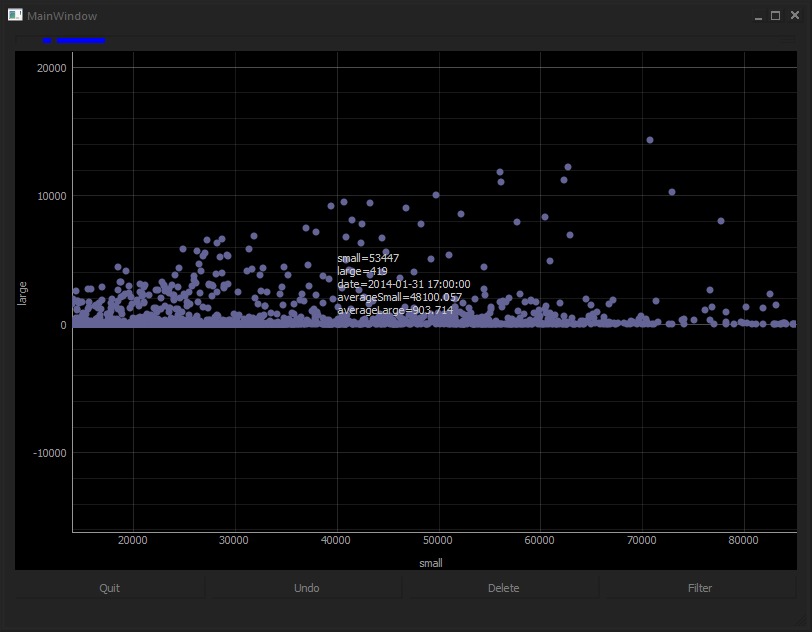 MainWindow
20000
10000
0
-10000
large
small=53447
large=419
date=2014-01-31 17:00:00
averageSmall=48100.057
averageLarge=903.714
20000 30000 40000 50000 60000 70000 80000
small
Quit Undo Delete Filter